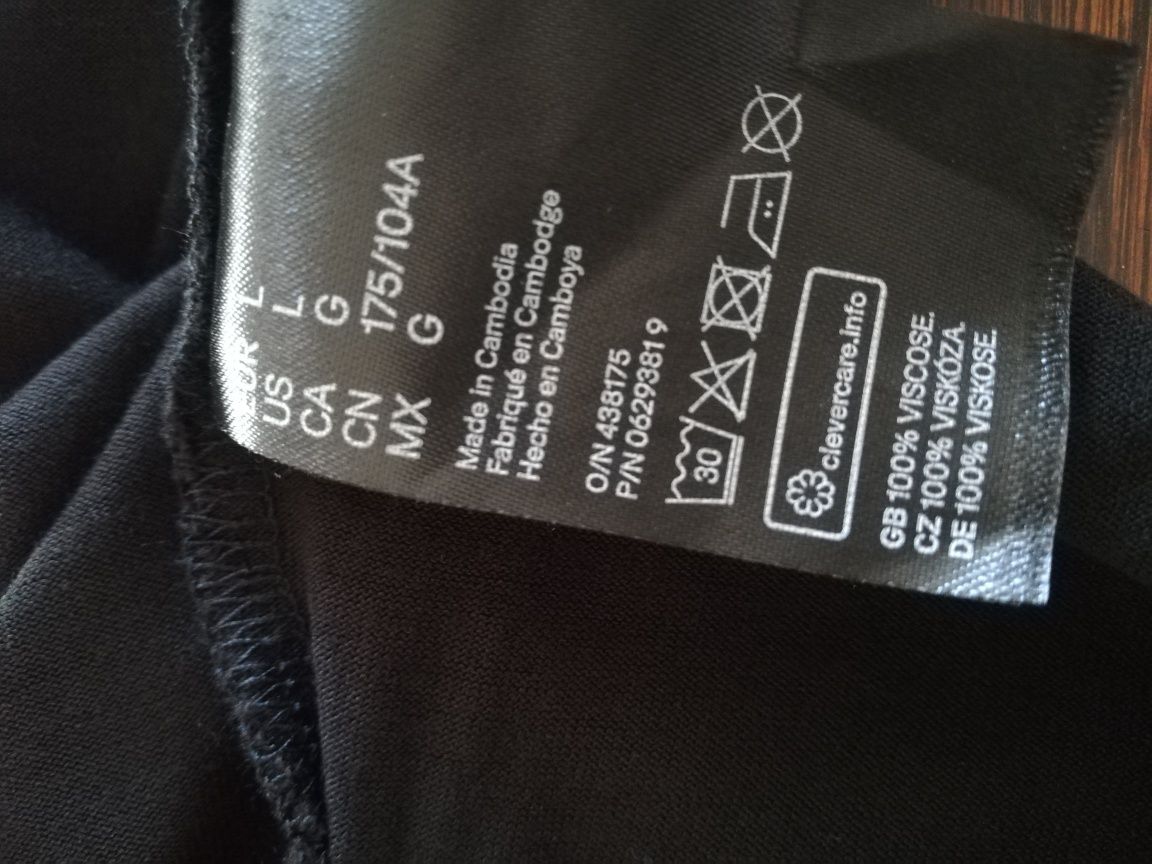 EUR L
US L
CA G
CN 175/104A
MX G
Made in Cambodia
Fabriqué en Cambodge
Hecho en Camboya
O/N 438175
P/N 06293819
30
clevercare.info
GB 100% VISCOSE.
CZ 100% VISKÓZA.
DE 100% VISKOSE.